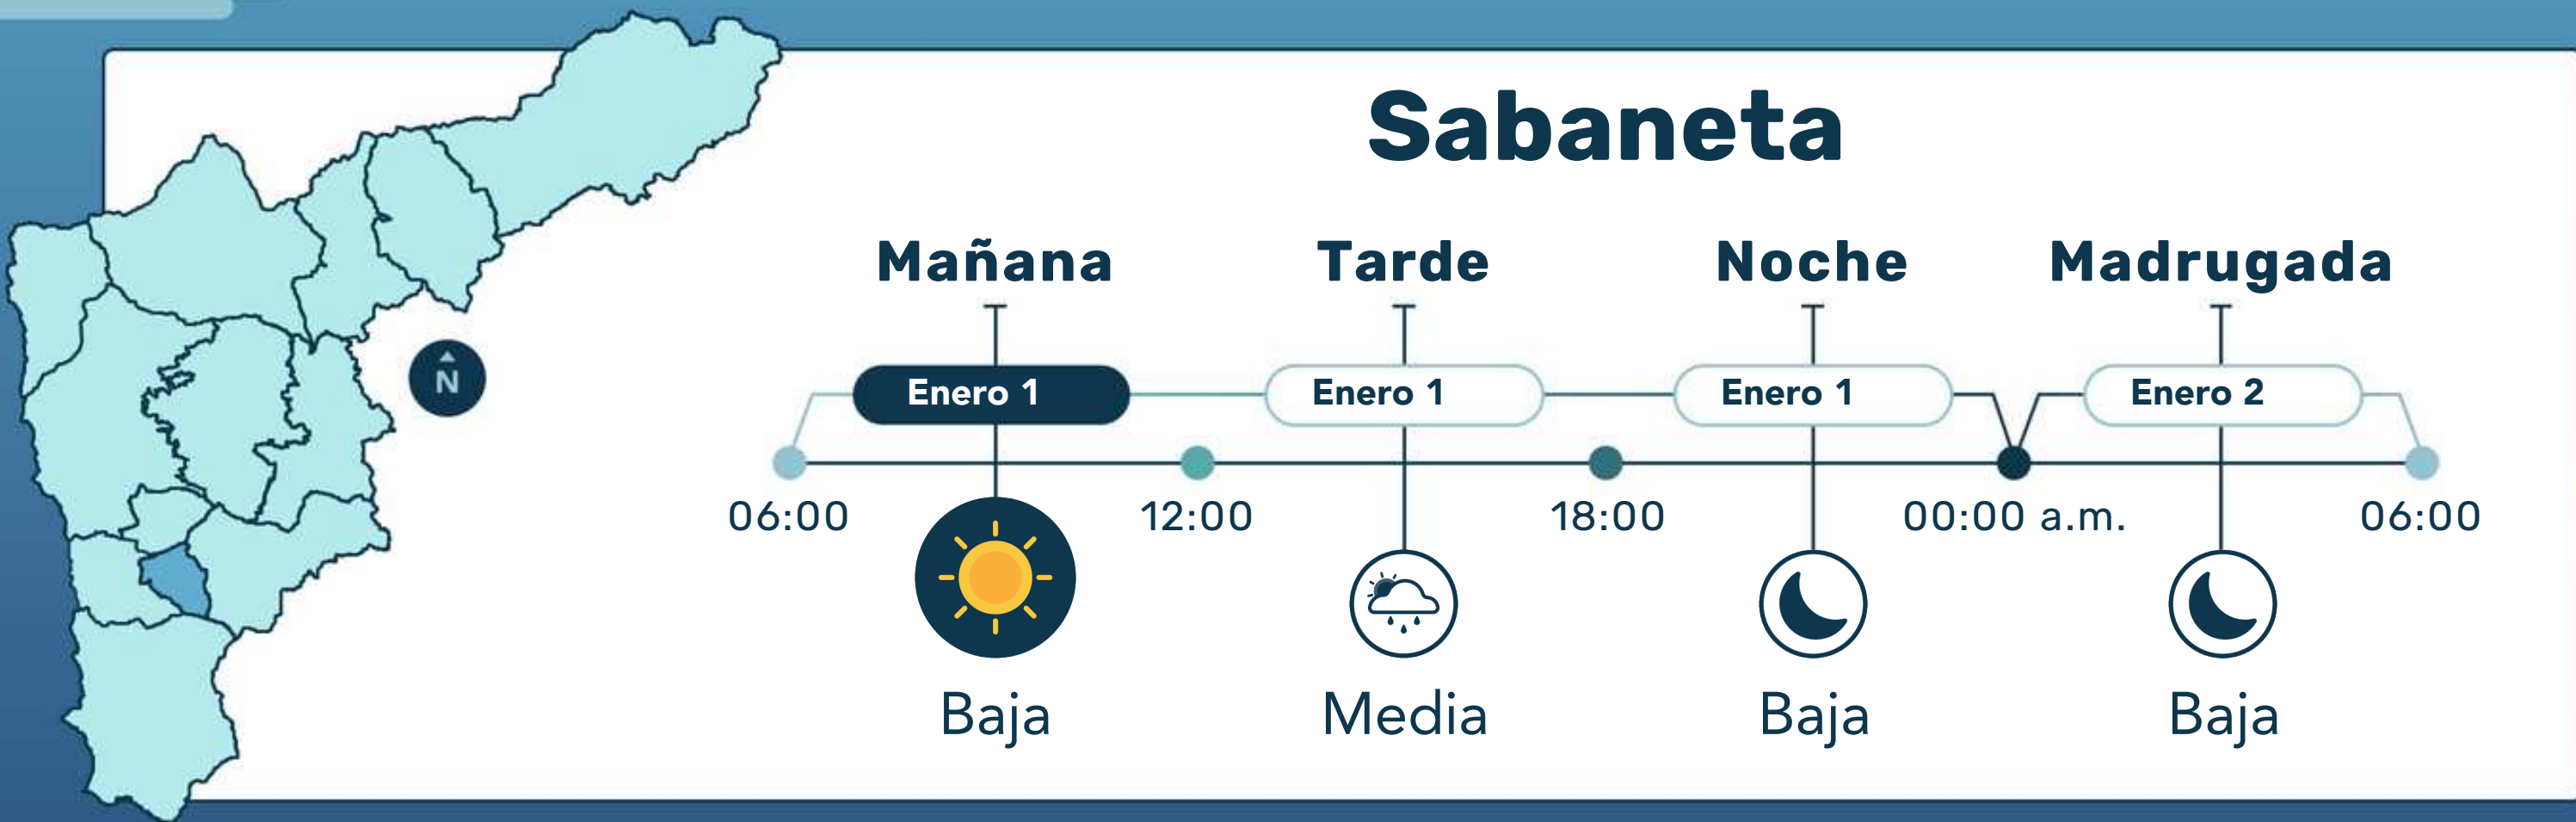 Sabaneta
Mañana Tarde Noche Madrugada
Enero 1 Enero 1 Enero 1 Enero 2
N
06:00 12:00 18:00 00:00 a.m. 06:00
Baja Media Baja Baja